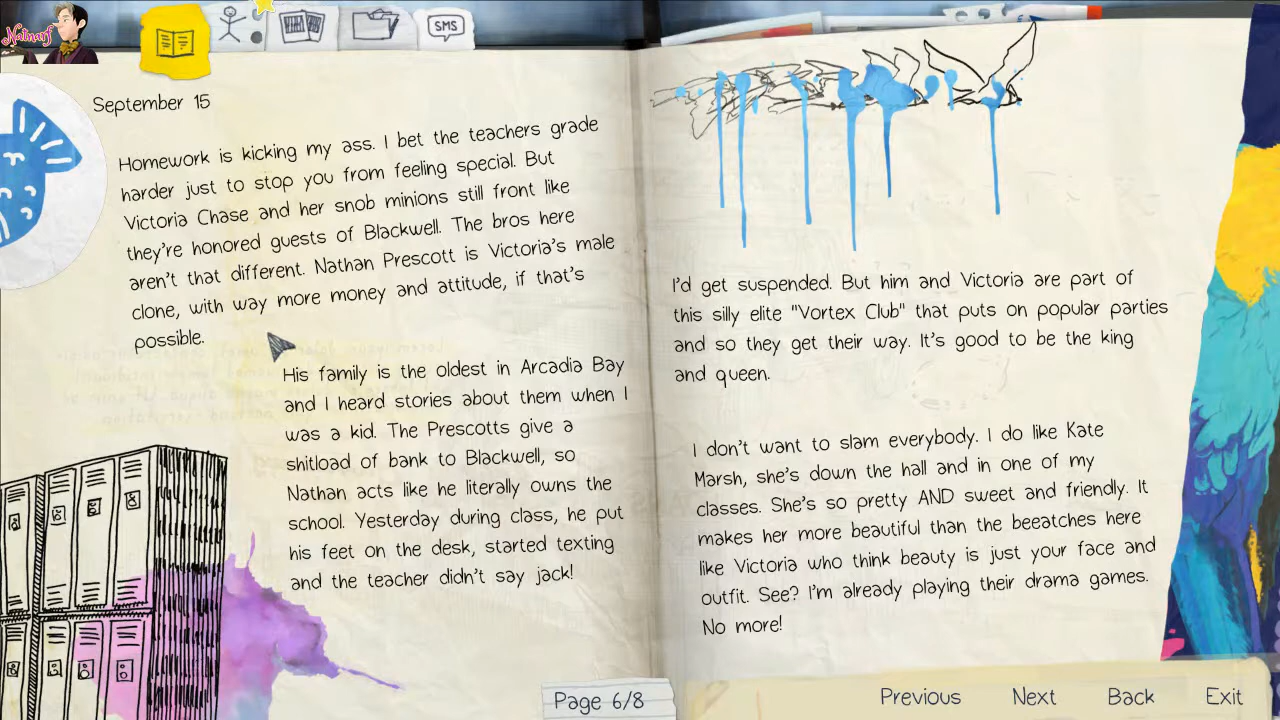 Natnarf
SMS
September 15
Homework is kicking my ass. I bet the teachers grade
harder just to stop you from feeling special. But
Victoria Chase and her snob minions still front like
they're honored guests of Blackwell. The bros here
aren't that different. Nathan Prescott is Victoria's male
clone, with way more money and attitude, if that's
possible.
His family is the oldest in Arcadia Bay
and I heard stories about them when I
was a kid. The Prescotts give a
shitload of bank to Blackwell, so
Nathan acts like he literally owns the
school. Yesterday during class, he put
his feet on the desk, started texting
and the teacher didn't say jack!
I'd get suspended. But him and Victoria are part of
this silly elite "Vortex Club" that puts on popular parties
and so they get their way. It's good to be the king
and queen.
I don't want to slam everybody. I do like Kate
Marsh, she's down the hall and in one of my
classes. She's so pretty AND sweet and friendly. It
makes her more beautiful than the beeatches here
like Victoria who think beauty is just your face and
outfit. See? I'm already playing their drama games.
No more!
Page 6/8
Previous
Next
Back
Exit